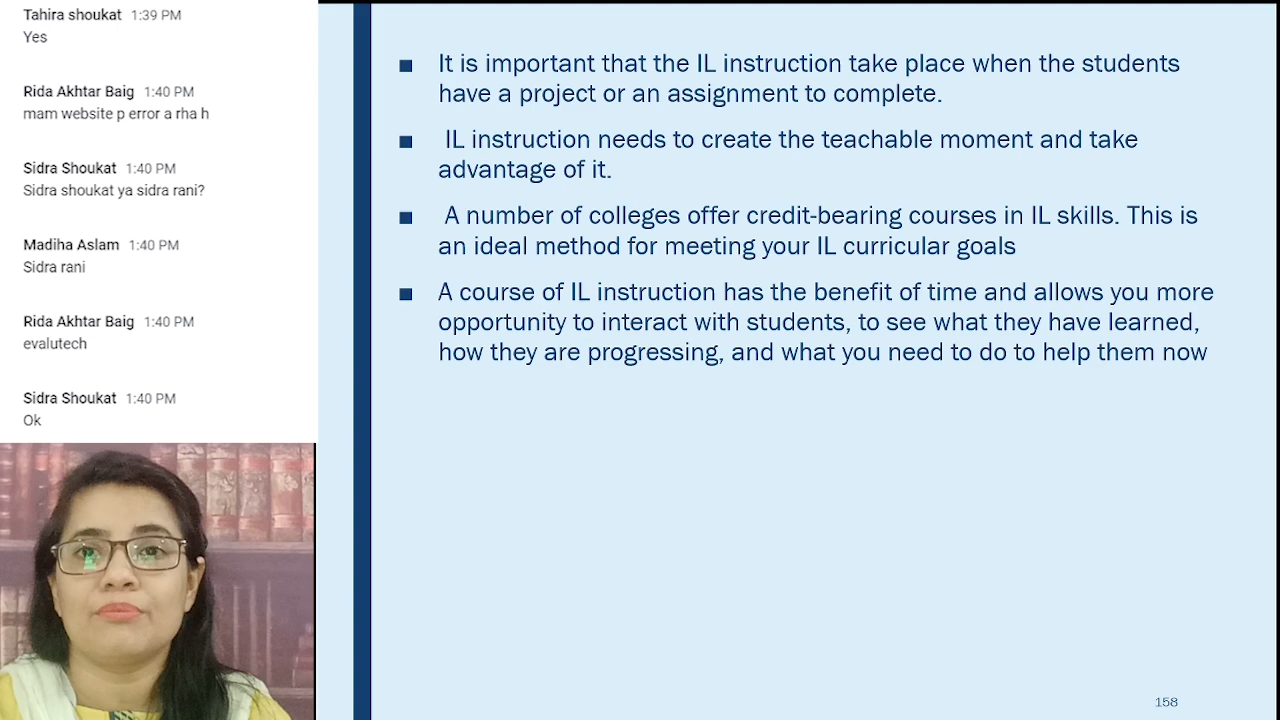 Tahira shoukat 1:39 PM
Yes
Rida Akhtar Baig 1:40 PM
mam website p error a rha h
Sidra Shoukat 1:40 PM
Sidra shoukat ya sidra rani?
Madiha Aslam 1:40 PM
Sidra rani
Rida Akhtar Baig 1:40 PM
evalutech
Sidra Shoukat 1:40 PM
Ok
■ It is important that the IL instruction take place when the students
have a project or an assignment to complete.
■ IL instruction needs to create the teachable moment and take
advantage of it.
■ A number of colleges offer credit-bearing courses in IL skills. This is
an ideal method for meeting your IL curricular goals
■ A course of IL instruction has the benefit of time and allows you more
opportunity to interact with students, to see what they have learned,
how they are progressing, and what you need to do to help them now
158